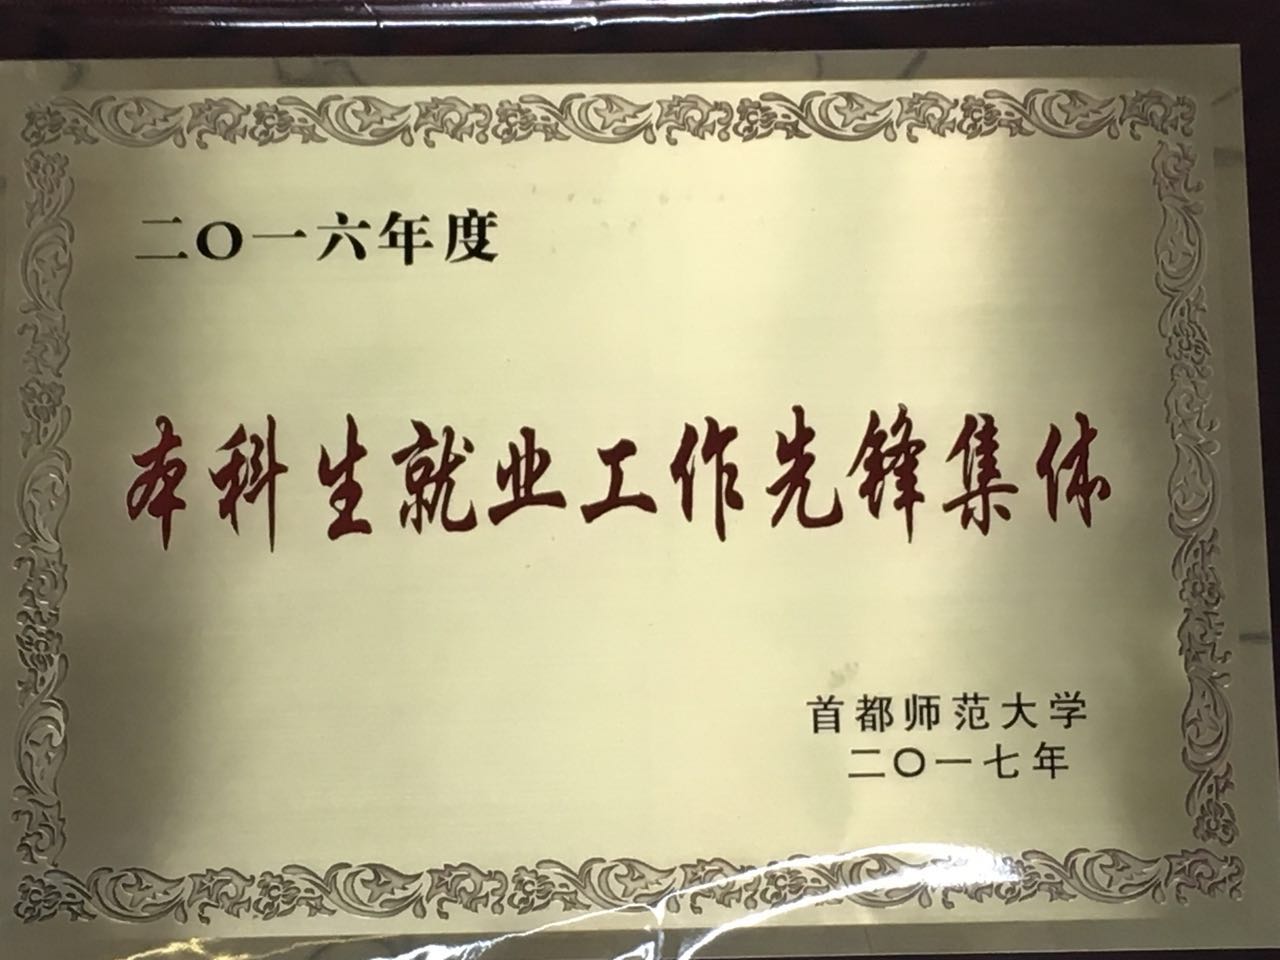 二〇一六年度
本科生就业工作先锋集体
首都师范大学
二〇一七年